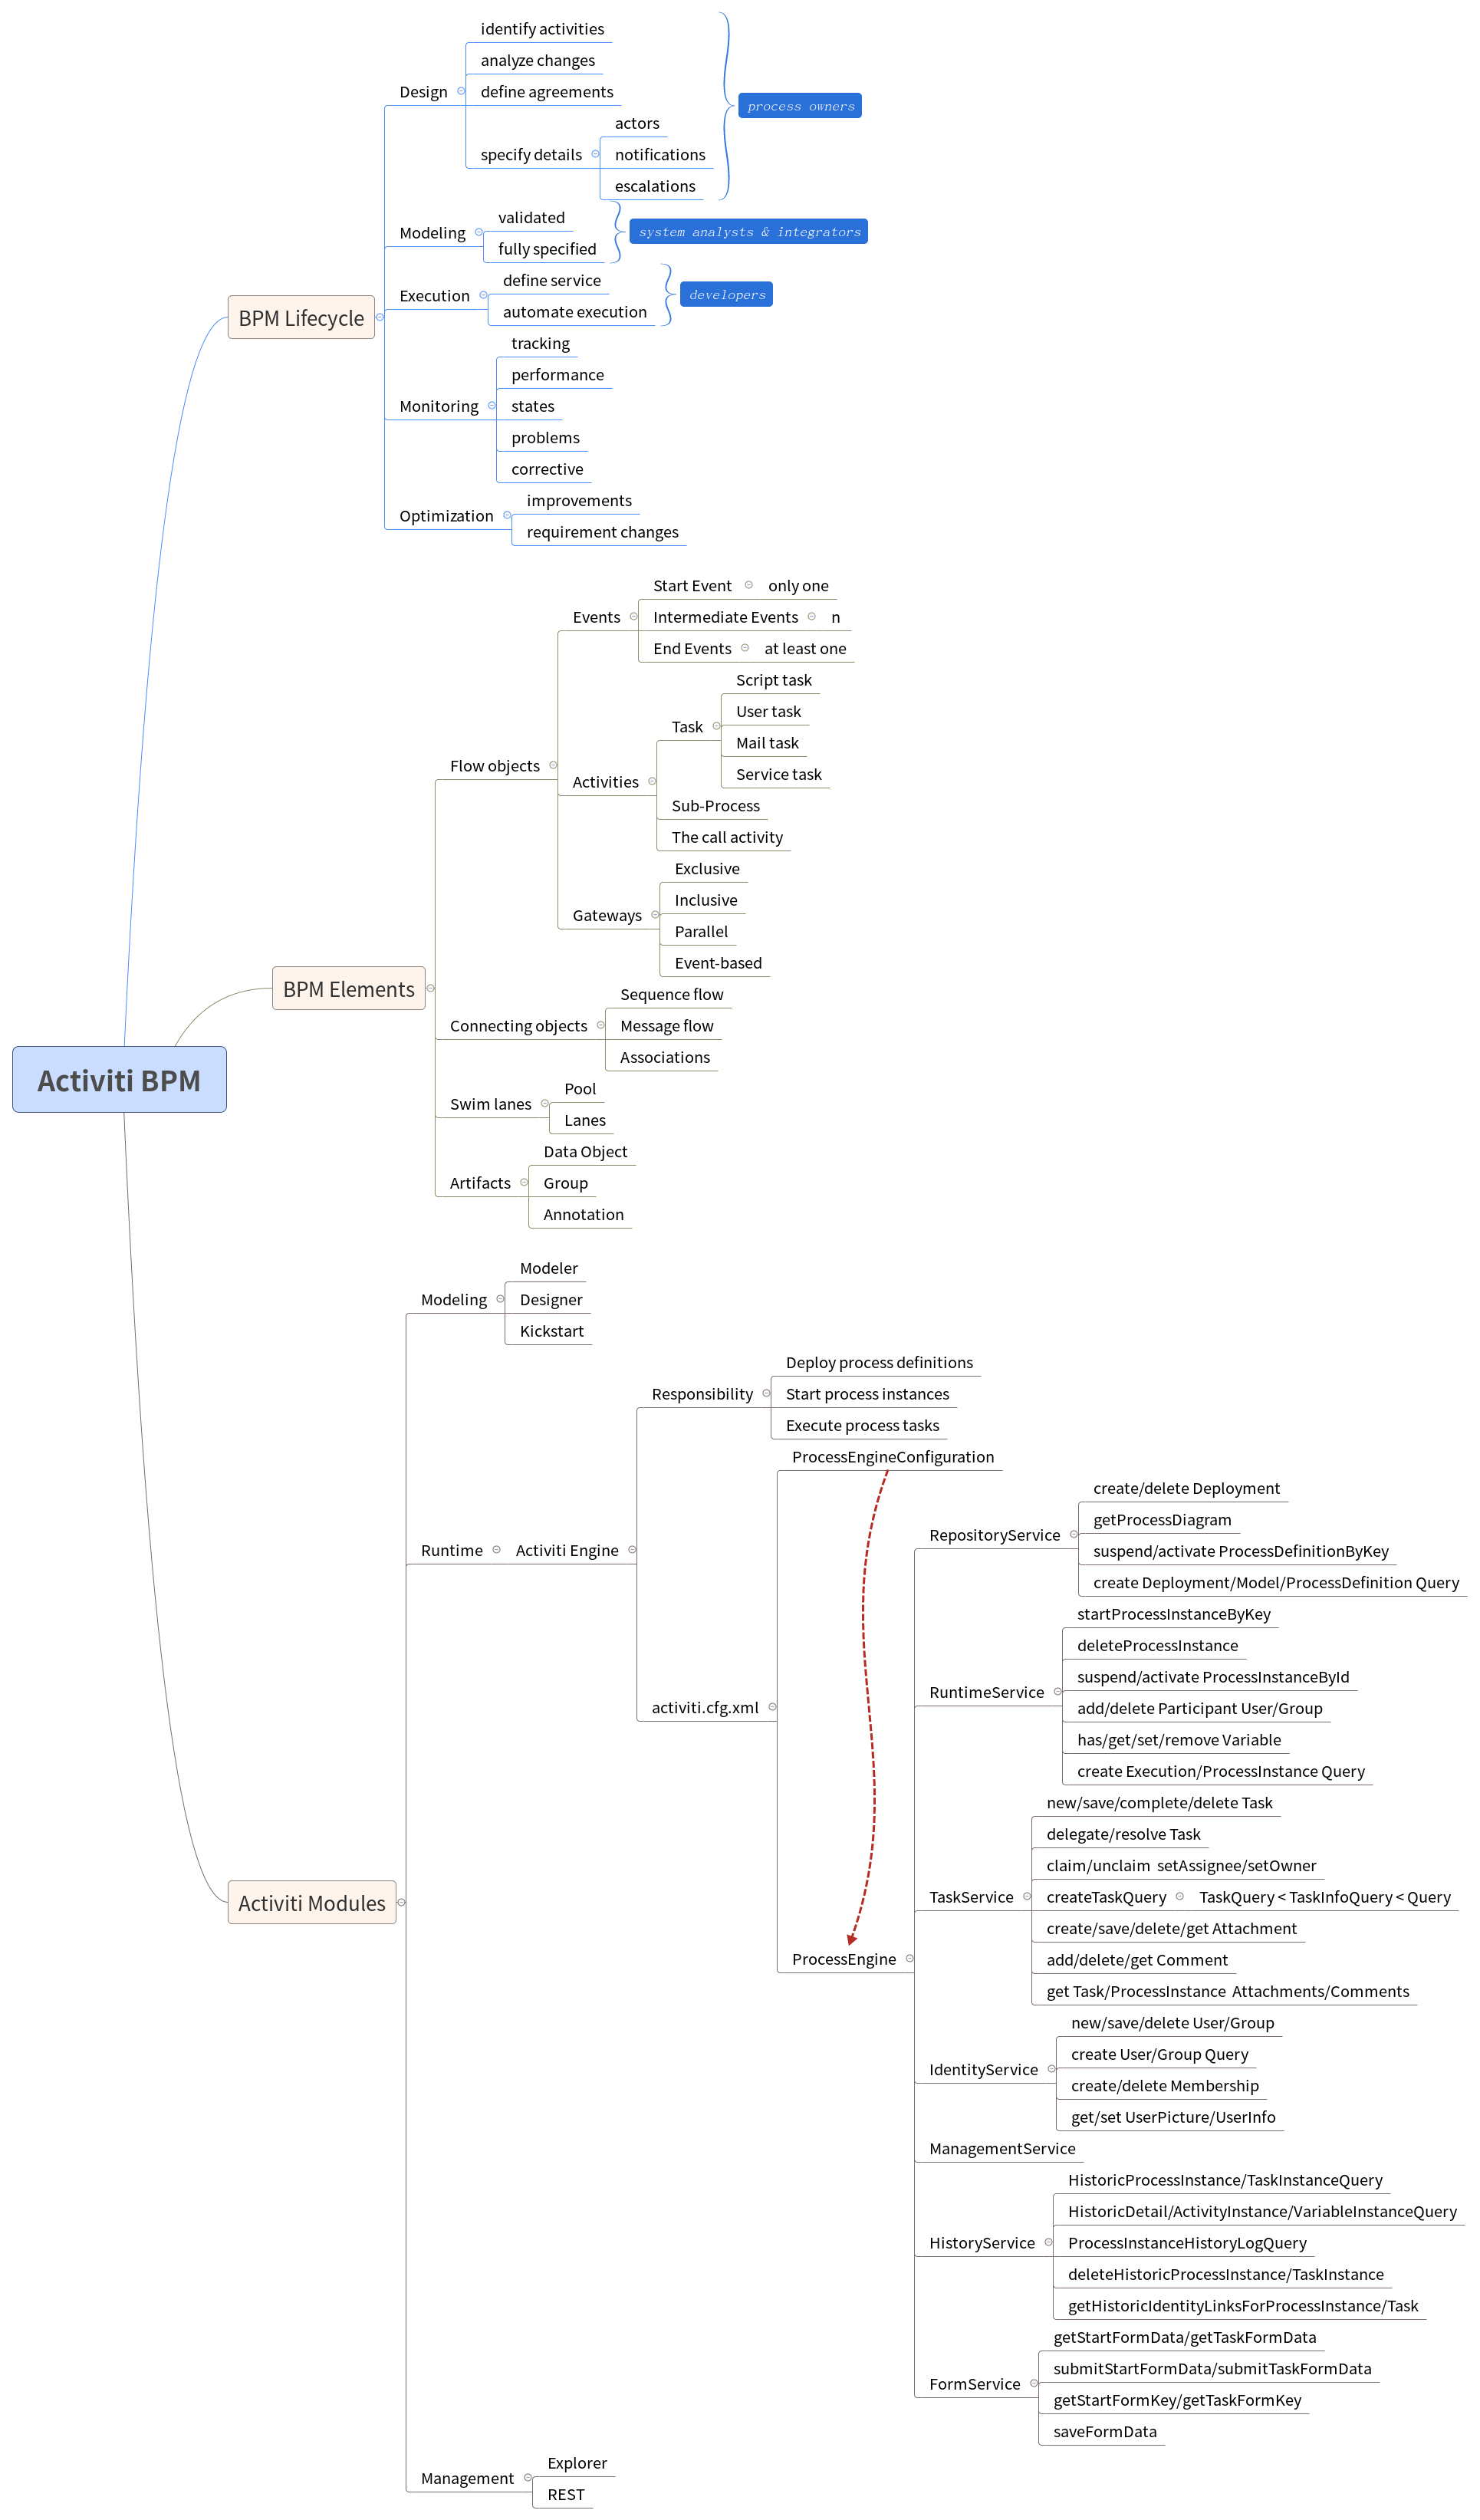 identify activities
analyze changes
Design
define agreements
process owners
actors
specify details
notifications
escalations
validated
Modeling
fully specified
system analysts & integrators
define service
Execution
automate execution
developers
BPM Lifecycle
tracking
performance
Monitoring
states
problems
corrective
improvements
Optimization
requirement changes
Start Event
only one
Events
Intermediate Events
n
End Events
at least one
Script task
User task
Task
Mail task
Service task
Flow objects
Activities
Sub-Process
The call activity
Exclusive
Inclusive
Gateways
Parallel
Event-based
BPM Elements
Sequence flow
Connecting objects
Message flow
Associations
Activiti BPM
Pool
Swim lanes
Lanes
Data Object
Artifacts
Group
Annotation
Modeler
Modeling
Designer
Kickstart
Deploy process definitions
Responsibility
Start process instances
Execute process tasks
ProcessEngineConfiguration
create/delete Deployment
getProcessDiagram
RepositoryService
suspend/activate ProcessDefinitionByKey
create Deployment/Model/ProcessDefinition Query
Runtime
Activiti Engine
startProcessInstanceByKey
deleteProcessInstance
suspend/activate ProcessInstanceById
RuntimeService
add/delete Participant User/Group
has/get/set/remove Variable
create Execution/ProcessInstance Query
activiti.cfg.xml
new/save/complete/delete Task
delegate/resolve Task
claim/unclaim  setAssignee/setOwner
TaskService
createTaskQuery
TaskQuery < TaskInfoQuery < Query
create/save/delete/get Attachment
add/delete/get Comment
get Task/ProcessInstance  Attachments/Comments
Activiti Modules
ProcessEngine
new/save/delete User/Group
create User/Group Query
IdentityService
create/delete Membership
get/set UserPicture/UserInfo
ManagementService
HistoricProcessInstance/TaskInstanceQuery
HistoricDetail/ActivityInstance/VariableInstanceQuery
HistoryService
ProcessInstanceHistoryLogQuery
deleteHistoricProcessInstance/TaskInstance
getHistoricIdentityLinksForProcessInstance/Task
getStartFormData/getTaskFormData
submitStartFormData/submitTaskFormData
FormService
getStartFormKey/getTaskFormKey
saveFormData
Explorer
Management
REST